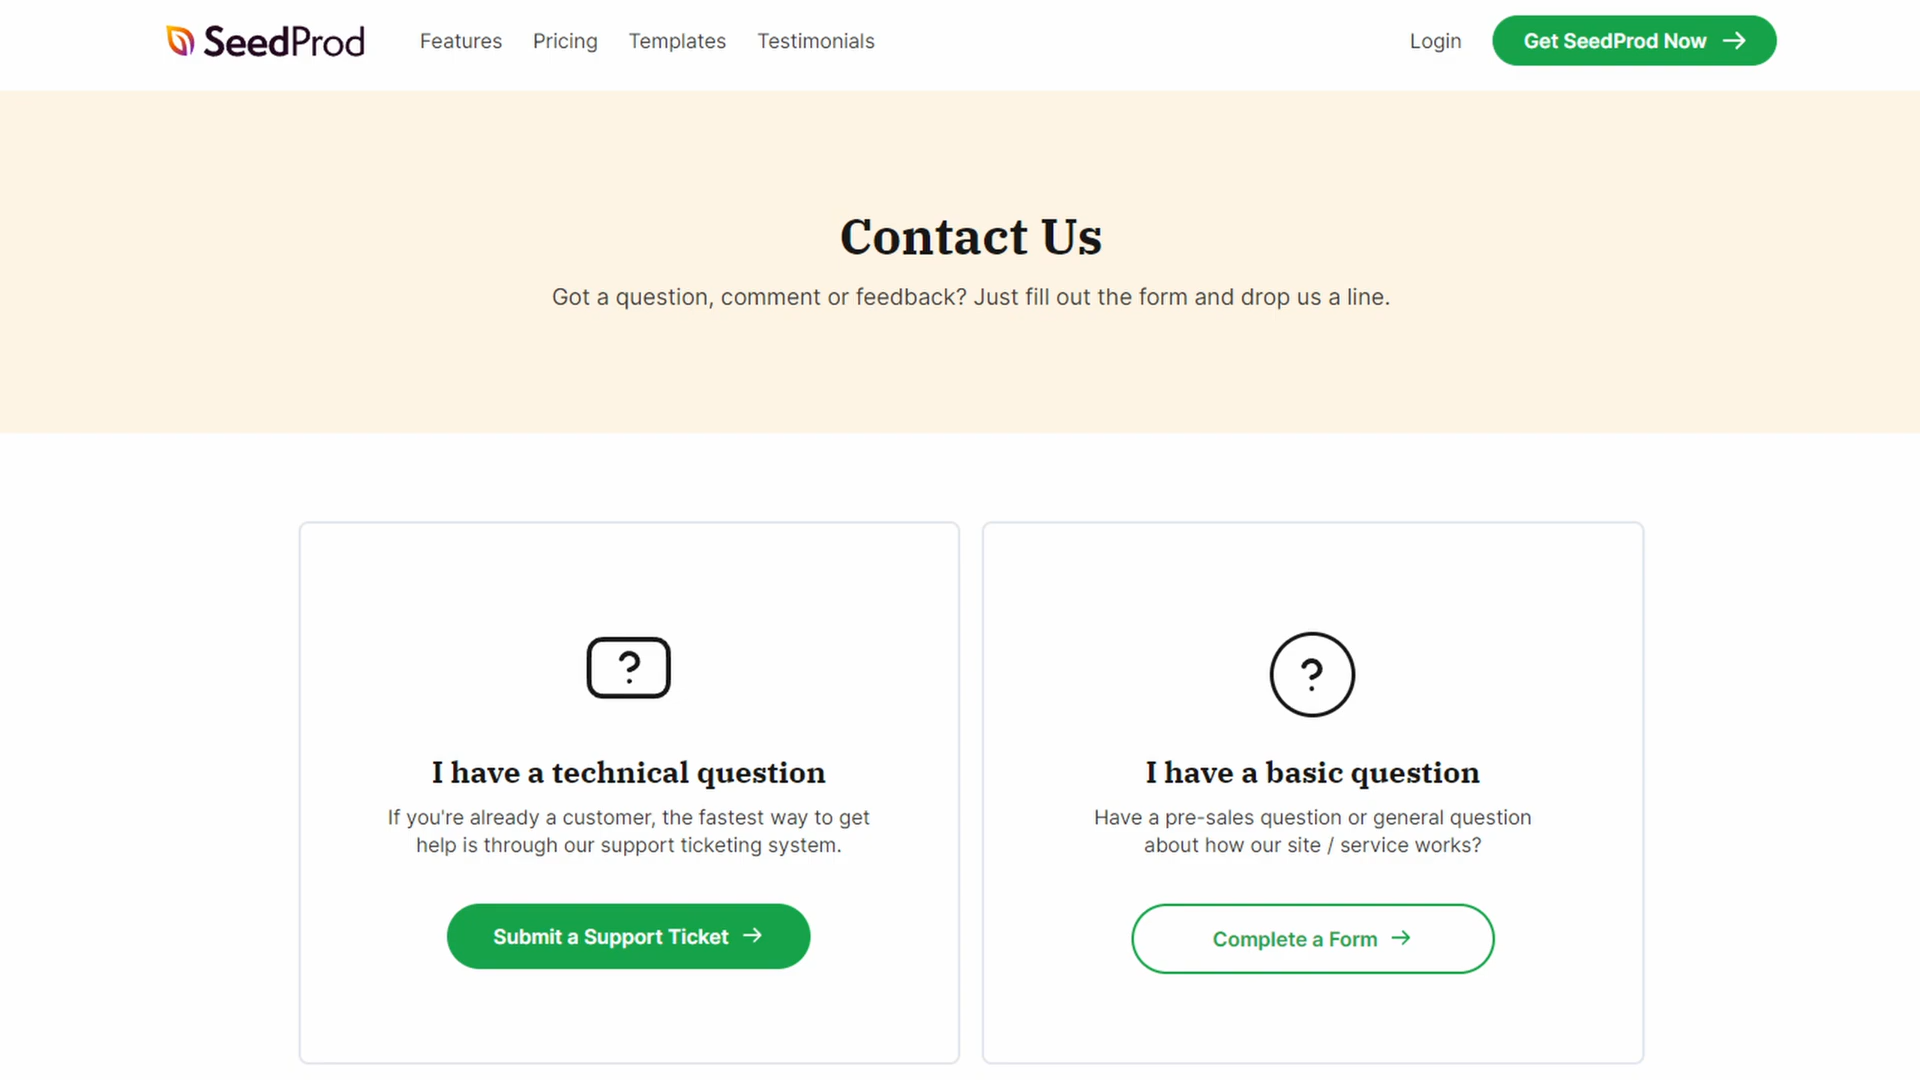 SeedProd Features Pricing Templates Testimonials Login Get SeedProd Now →
Contact Us
Got a question, comment or feedback? Just fill out the form and drop us a line.
?
I have a technical question
If you're already a customer, the fastest way to get
help is through our support ticketing system.
Submit a Support Ticket →
?
I have a basic question
Have a pre-sales question or general question
about how our site / service works?
Complete a Form →